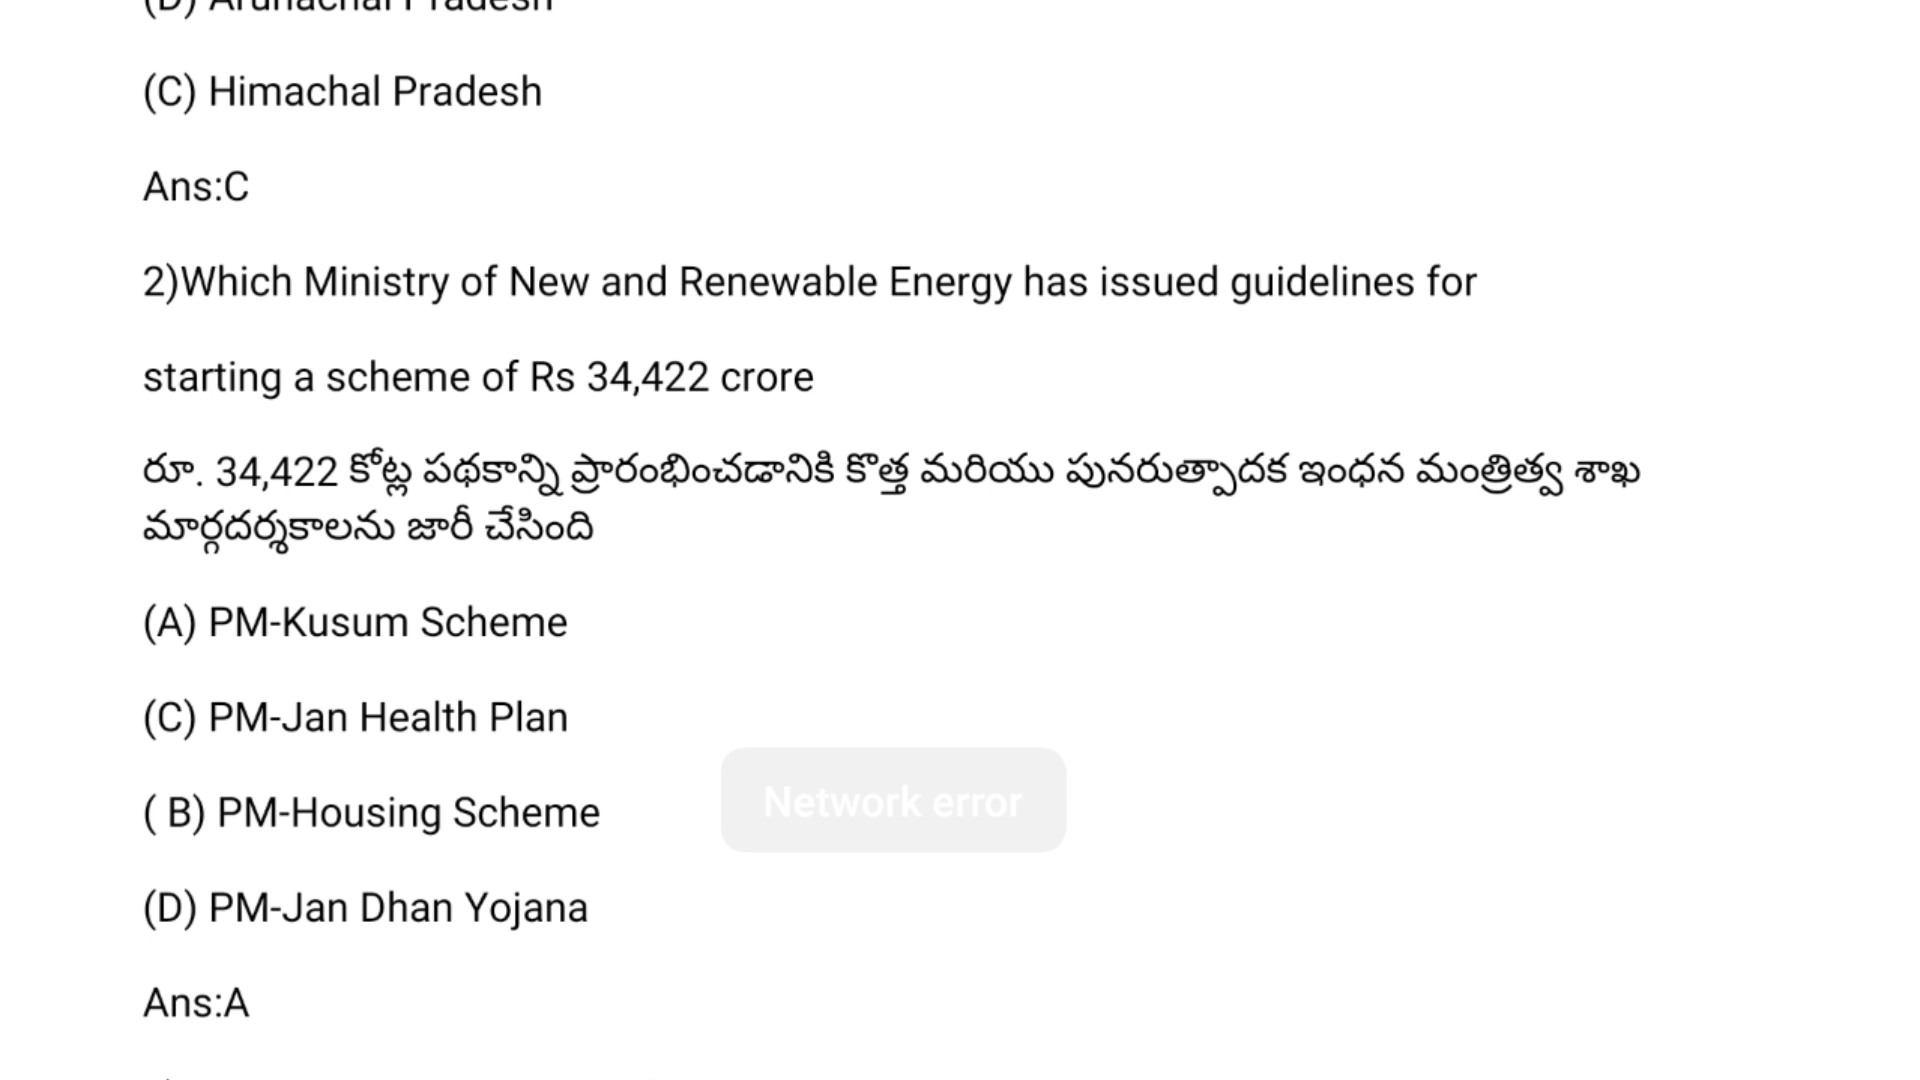 (D) Arunachal Pradesh
(C) Himachal Pradesh
Ans:C
2)Which Ministry of New and Renewable Energy has issued guidelines for
starting a scheme of Rs 34,422 crore
రూ. 34,422 కోట్ల పథకాన్ని ప్రారంభించడానికి కొత్త మరియు పునరుత్పాదక ఇంధన మంత్రిత్వ శాఖ
మార్గదర్శకాలను జారీ చేసింది
(A) PM-Kusum Scheme
(C) PM-Jan Health Plan
Network error
( B) PM-Housing Scheme
(D) PM-Jan Dhan Yojana
Ans:A